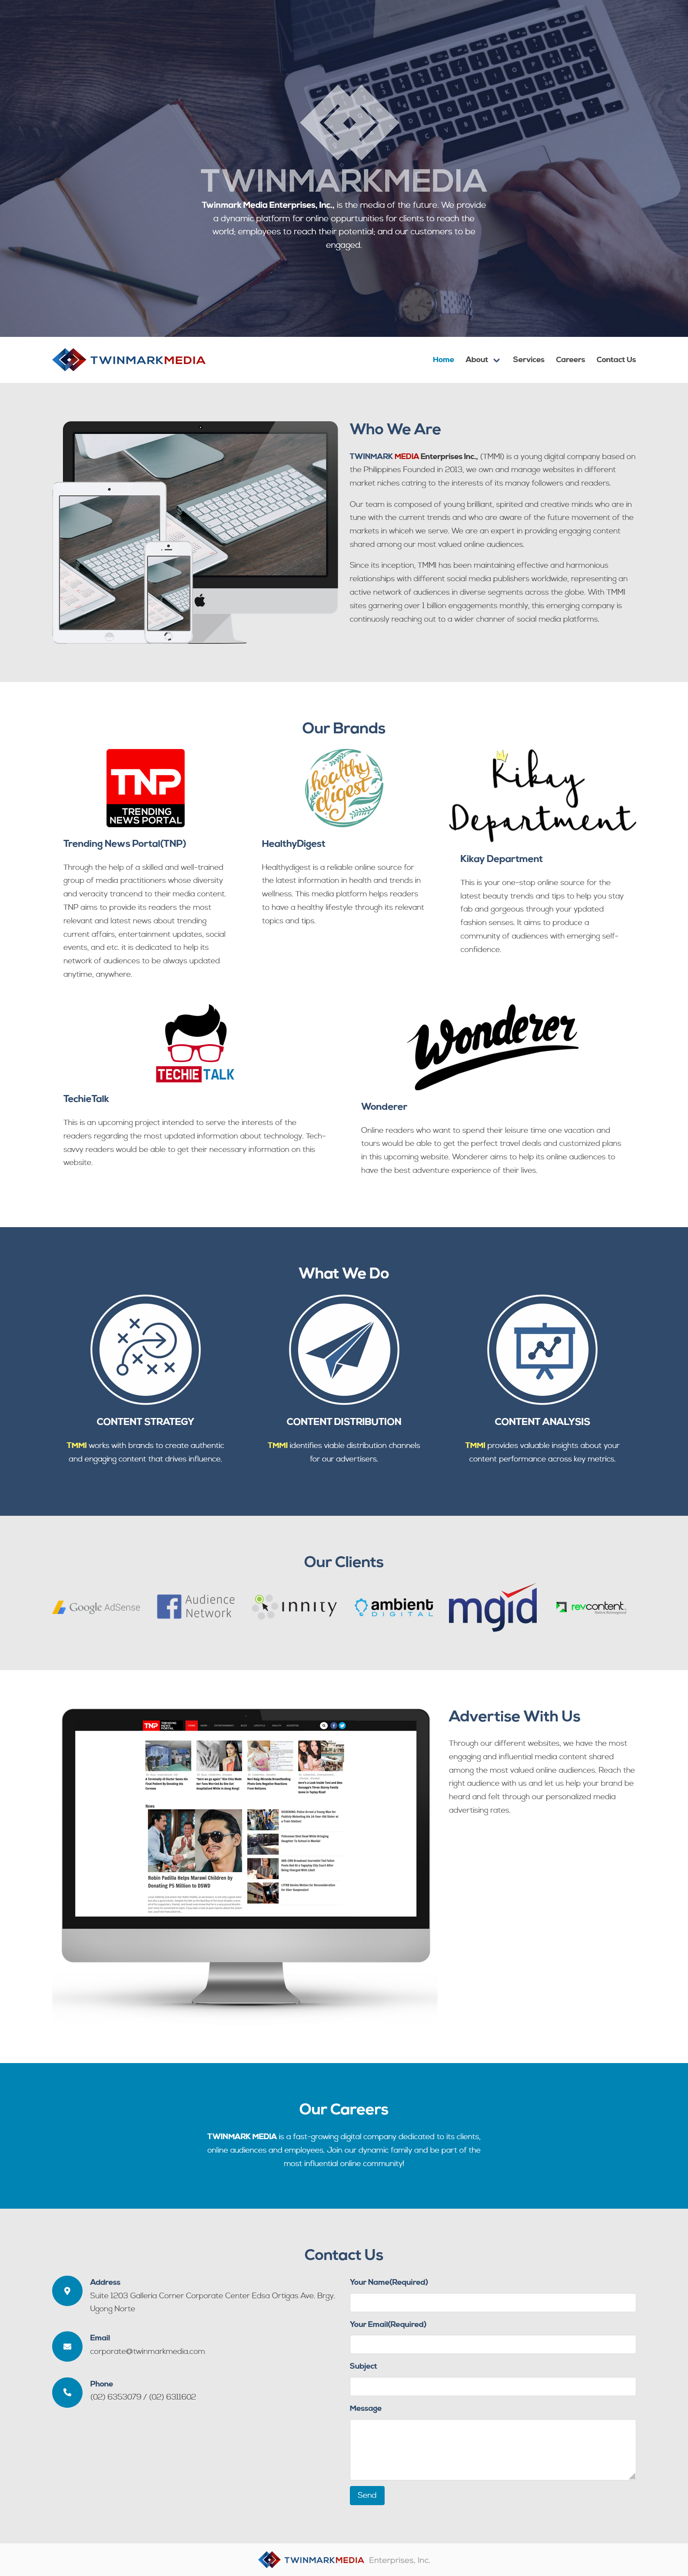 TWINMARKMEDIA
Twinmark Media Enterprises, Inc., is the media of the future. We provide
a dynamic platform for online oppurtunities for clients to reach the
world; employees to reach their potential; and our customers to be
engaged.
TWINMARKMEDIA
Home About Services Careers Contact Us
Who We Are
TWINMARK MEDIA Enterprises Inc., (TMMI) is a young digital company based on
the Philippines Founded in 2013, we own and manage websites in different
market niches catring to the interests of its manay followers and readers.
Our team is composed of young brilliant, spirited and creative minds who are in
tune with the current trends and who are aware of the future movement of the
markets in whiceh we serve. We are an expert in providing engaging content
shared among our most valued online audiences.
Since its inception, TMMI has been maintaining effective and harmonious
relationships with different social media publishers worldwide, representing an
active network of audiences in diverse segments across the globe. With TMMI
sites garnering over 1 billion engagements monthly, this emerging company is
continuosly reaching out to a wider channer of social media platforms.
Our Brands
TNP
TRENDING
NEWS PORTAL
Trending News Portal(TNP)
Through the help of a skilled and well-trained
group of media practitioners whose diversity
and veracity trancend to their media content.
TNP aims to provide its readers the most
relevant and latest news about trending
current affairs, entertainment updates, social
events, and etc, it is dedicated to help its
network of audiences to be always updated
anytime, anywhere.
healthy
digest
HealthyDigest
Healthydigest is a reliable online source for
the latest information in health and trends in
wellness. This media platform helps readers
to have a healthy lifestyle through its relevant
topics and tips.
Kikay
Department
Kikay Department
This is your one-stop online source for the
latest beauty trends and tips to help you stay
fab and gorgeous through your ypdated
fashion senses. It aims to produce a
community of audiences with emerging self-
confidence.
TECHIE TALK
TechieTalk
This is an upcoming project intended to serve the interests of the
readers regarding the most updated information about technology. Tech-
savvy readers would be able to get their necessary information on this
website.
Wonderer
Wonderer
Online readers who want to spend their leisure time one vacation and
tours would be able to get the perfect travel deals and customized plans
in this upcoming website. Wonderer aims to help its online audiences to
have the best adventure experience of their lives.
What We Do
CONTENT STRATEGY
TMMI works with brands to create authentic
and engaging content that drives influence.
CONTENT DISTRIBUTION
TMMI identifies viable distribution channels
for our advertisers.
CONTENT ANALYSIS
TMMI provides valuable insights about your
content performance across key metrics.
Our Clients
Google AdSense
Audience
Network
innity
ambient
DIGITAL
mgid
revcontent
Advertise With Us
Through our different websites, we have the most
engaging and influential media content shared
among the most valued online audiences. Reach the
right audience with us and let us help your brand be
heard and felt through our personalized media
advertising rates.
TNP
News
Robin Padilla Helps Marawi Children by
Donating P5 Million to DSWD
Our Careers
TWINMARK MEDIA is a fast-growing digital company dedicated to its clients,
online audiences and employees. Join our dynamic family and be part of the
most influential online community!
Contact Us
Address
Suite 1203 Galleria Corner Corporate Center Edsa Ortigas Ave. Brgy.
Ugong Norte
Email
corporate@twinmarkmedia.com
Phone
(02) 6353079 / (02) 6311602
Your Name(Required)
Your Email(Required)
Subject
Message
Send
TWINMARKMEDIA Enterprises, Inc.